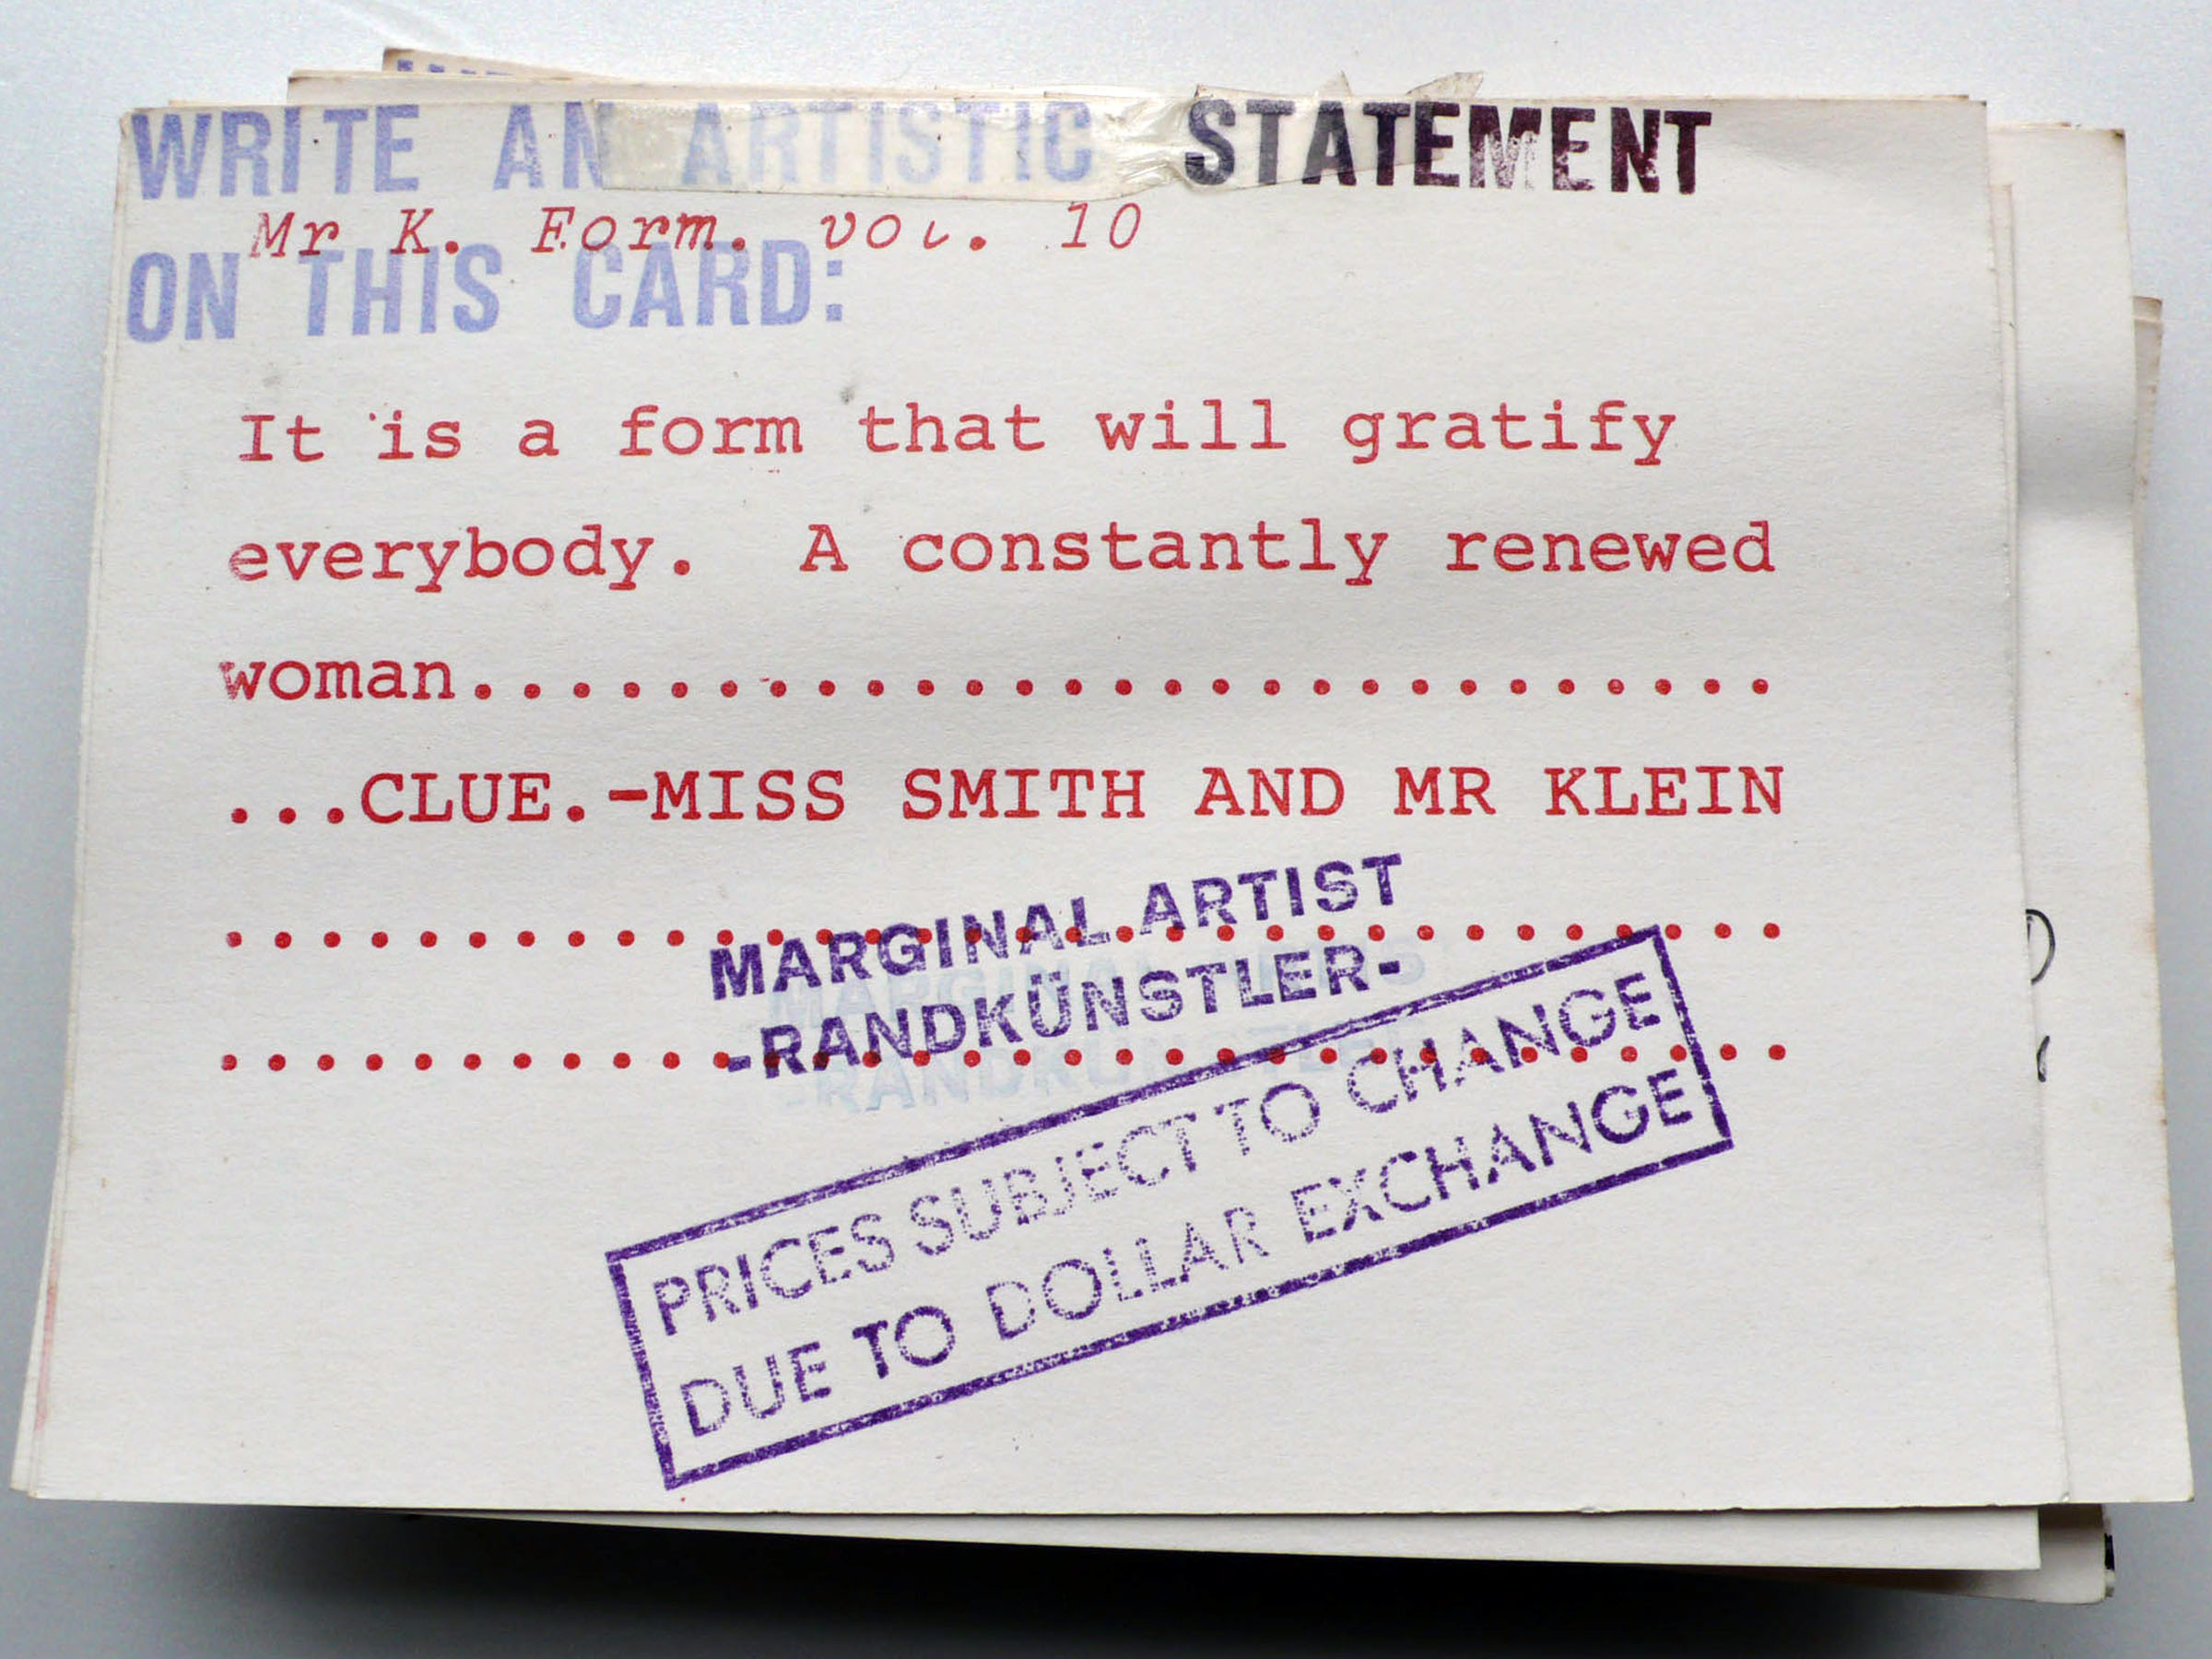 WRITE AN ARTISTIC STATEMENT
Mr K. Form. vol. 10
ON THIS CARD:
It is a form that will gratify
everybody. A constantly renewed
woman...........................
...CLUE.-MISS SMITH AND MR KLEIN
................................
MARGINAL ARTIST
-RANDKÜNSTLER-
................................
PRICES SUBJECT TO CHANGE
DUE TO DOLLAR EXCHANGE